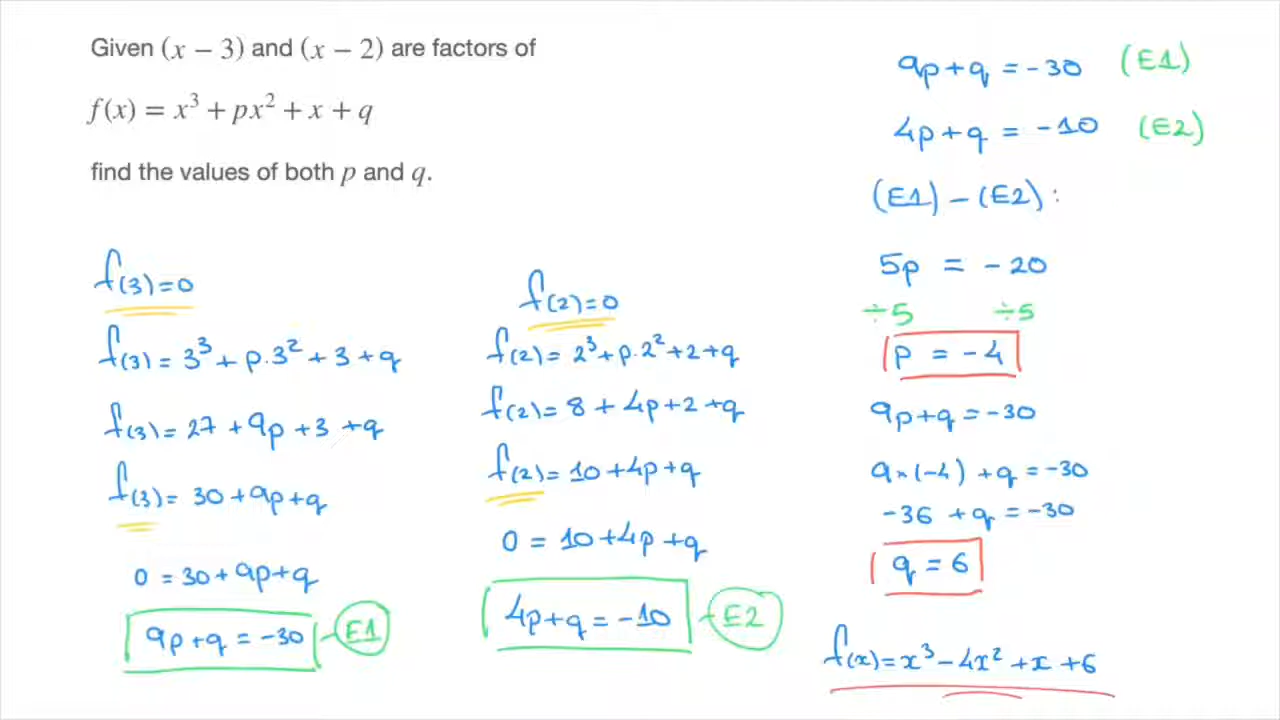 Given (x − 3) and (x − 2) are factors of
f(x) = x³ + px² + x + q
find the values of both p and q.
f(3)=0
f(3)= 3³ + p.3² + 3 + q
f(3)= 27 + 9p + 3 + q
f(3)= 30 + 9p + q
0 = 30 + 9p + q
9p + q = -30 E1
f(2)=0
f(2)= 2³ + p.2² + 2 + q
f(2)= 8 + 4p + 2 + q
f(2)= 10 + 4p + q
0 = 10 + 4p + q
4p + q = -10 E2
9p + q = -30 (E1)
4p + q = -10 (E2)
(E1) - (E2) :
5p = -20
÷5 ÷5
p = -4
9p + q = -30
9 × (-4) + q = -30
-36 + q = -30
q = 6
f(x)= x³ - 4x² + x + 6